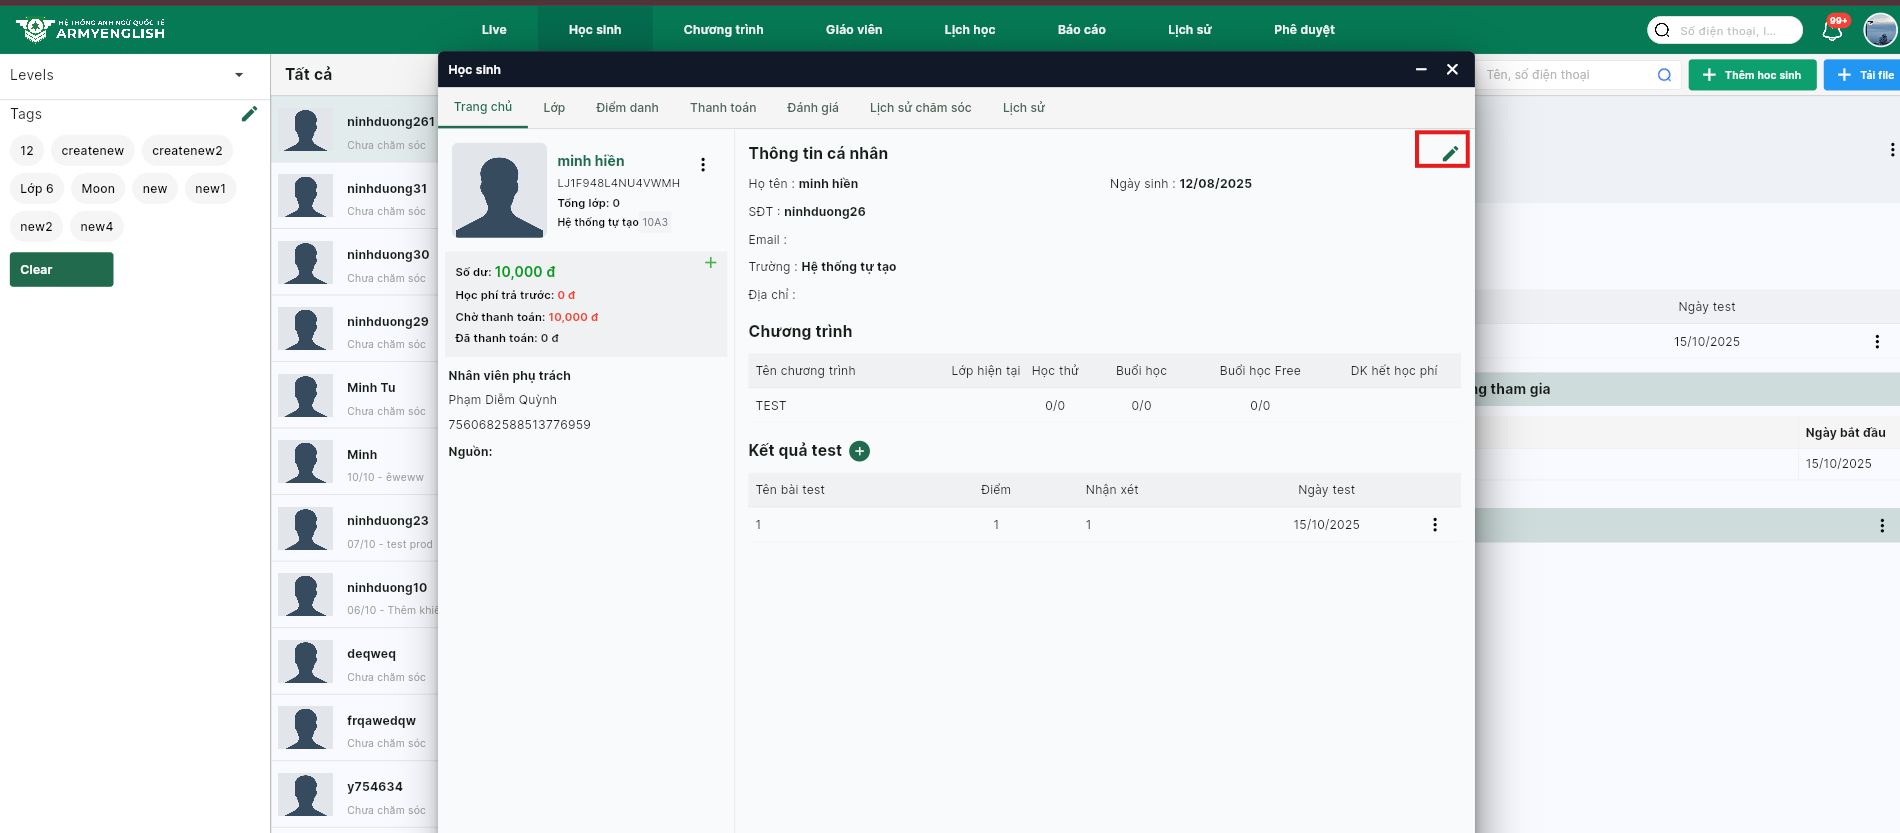 HỆ THỐNG ANH NGỮ QUỐC TẾ
ARMYENGLISH
Live
Học sinh
Chương trình
Giáo viên
Lịch học
Báo cáo
Lịch sử
Phê duyệt
Số điện thoại, I...
99+
Levels
Tags
12
createnew
createnew2
Lớp 6
Moon
new
new1
new2
new4
Clear
Tất cả
Tên, số điện thoại
Thêm học sinh
Tải file
ninhduong261
Chưa chăm sóc
ninhduong31
Chưa chăm sóc
ninhduong30
Chưa chăm sóc
ninhduong29
Chưa chăm sóc
Minh Tu
Chưa chăm sóc
Minh
10/10 - êweww
ninhduong23
07/10 - test prod
ninhduong10
06/10 - Thêm khiế
deqweq
Chưa chăm sóc
frqawedqw
Chưa chăm sóc
y754634
Chưa chăm sóc
Học sinh
Trang chủ
Lớp
Điểm danh
Thanh toán
Đánh giá
Lịch sử chăm sóc
Lịch sử
minh hiền
LJ1F948L4NU4VWMH
Tổng lớp: 0
Hệ thống tự tạo 10A3
Số dư: 10,000 đ
Học phí trả trước: 0 đ
Chờ thanh toán: 10,000 đ
Đã thanh toán: 0 đ
Nhân viên phụ trách
Phạm Diễm Quỳnh
7560682588513776959
Nguồn:
Thông tin cá nhân
Họ tên : minh hiền
Ngày sinh : 12/08/2025
SĐT : ninhduong26
Email :
Trường : Hệ thống tự tạo
Địa chỉ :
Chương trình
Tên chương trình
Lớp hiện tại
Học thử
Buổi học
Buổi học Free
DK hết học phí
TEST
0/0
0/0
0/0
Kết quả test
Tên bài test
Điểm
Nhận xét
Ngày test
1
1
1
15/10/2025
Ngày test
15/10/2025
ng tham gia
Ngày bắt đầu
15/10/2025